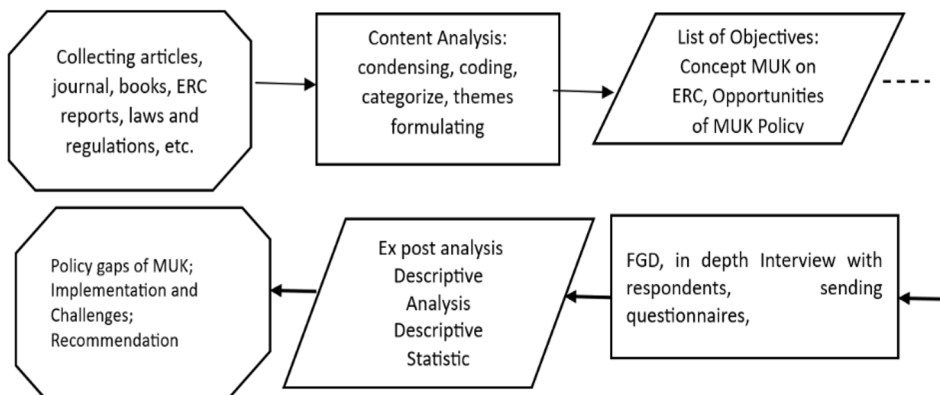 Collecting articles,
journal, books, ERC
reports, laws and
regulations, etc.
Content Analysis:
condensing, coding,
categorize, themes
formulating
List of Objectives:
Concept MUK on
ERC, Opportunities
of MUK Policy
FGD, in depth Interview with
respondents, sending
questionnaires,
Ex post analysis
Descriptive
Analysis
Descriptive
Statistic
Policy gaps of MUK;
Implementation and
Challenges;
Recommendation